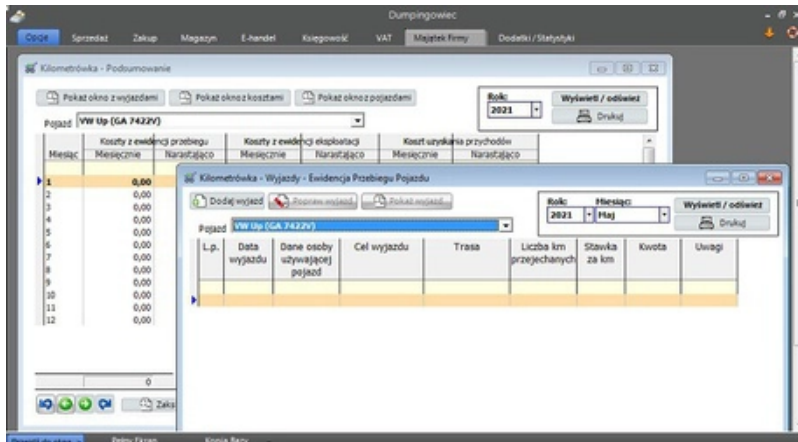 Dumpingowiec
Opcje Sprzedaż Zakup Magazyn E-handel Księgowość VAT Majątek Firmy Dodatki/Statystyki
Kilometrówka - Podsumowanie
Pokaż okno z wyjazdami Pokaż okno z kosztami Pokaż okno z pojazdami
Rok: 2021 Wyświetl / odśwież
Drukuj
Pojazd VW Up (GA 7422V)
Koszty z ewidencji przebiegu Koszty z ewidencji eksploatacji Koszt uzyskania przychodów
Miesiąc Miesięcznie Narastająco Miesięcznie Narastająco Miesięcznie Narastająco
1 0,00
2 0,00
3 0,00
4 0,00
5 0,00
6 0,00
7 0,00
8 0,00
9 0,00
10 0,00
11 0,00
12 0,00
0
Kilometrówka - Wyjazdy - Ewidencja Przebiegu Pojazdu
Dodaj wyjazd Popraw wyjazd Pokaż wyjazd
Rok: Miesiąc:
2021 Maj
Wyświetl / odśwież
Drukuj
Pojazd VW Up (GA 7422V)
L.p. Data wyjazdu Dane osoby używającej pojazd Cel wyjazdu Trasa Liczba km przejechanych Stawka za km Kwota Uwagi
Pełny Ekran Kopia Bazy